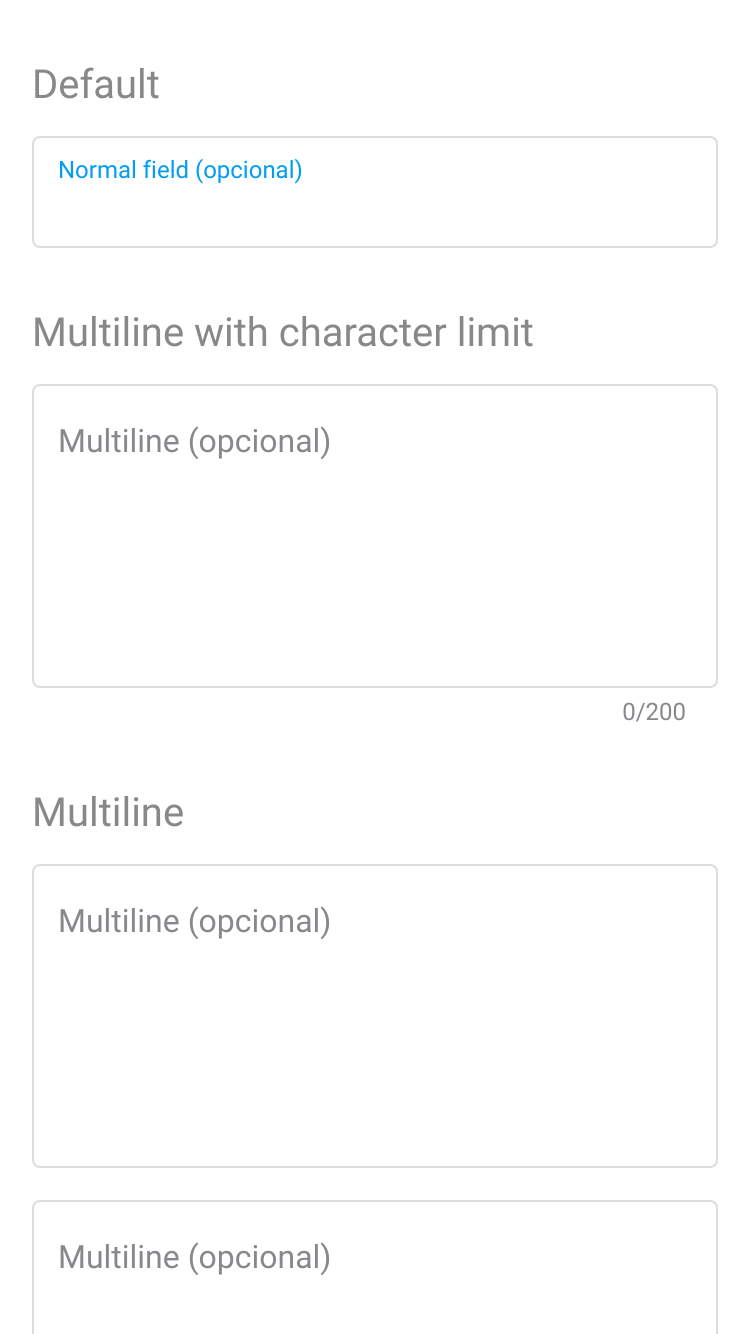 Default
Normal field (opcional)
Multiline with character limit
Multiline (opcional)
0/200
Multiline
Multiline (opcional)
Multiline (opcional)